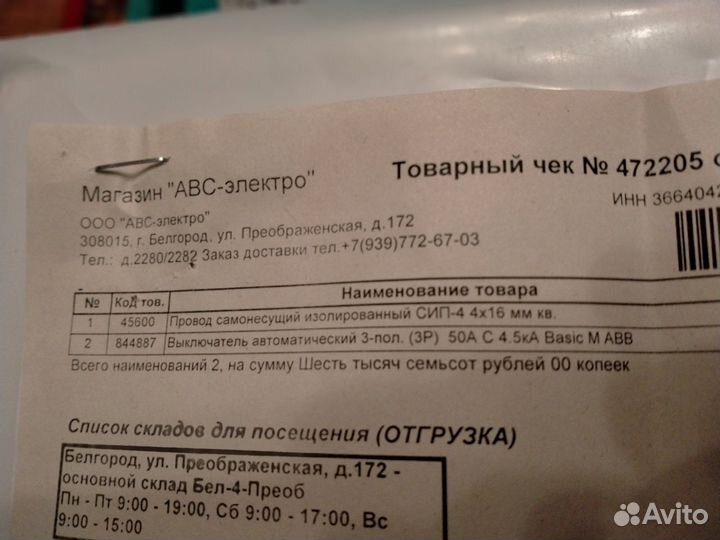 Магазин "АВС-электро"
Товарный чек № 472205
ООО "АВС-электро"
ИНН 3664042
308015, г. Белгород, ул. Преображенская, д.172
Тел.: д.2280/2282 Заказ доставки тел.+7(939)772-67-03
№ Код тов. Наименование товара
1 45600 Провод самонесущий изолированный СИП-4 4х16 мм кв.
2 844887 Выключатель автоматический 3-пол. (3P) 50А С 4.5кА Basic M ABB
Всего наименований 2, на сумму Шесть тысяч семьсот рублей 00 копеек
Список складов для посещения (ОТГРУЗКА)
Белгород, ул. Преображенская, д.172 -
основной склад Бел-4-Преоб
Пн - Пт 9:00 - 19:00, Сб 9:00 - 17:00, Вс
9:00 - 15:00
Avito